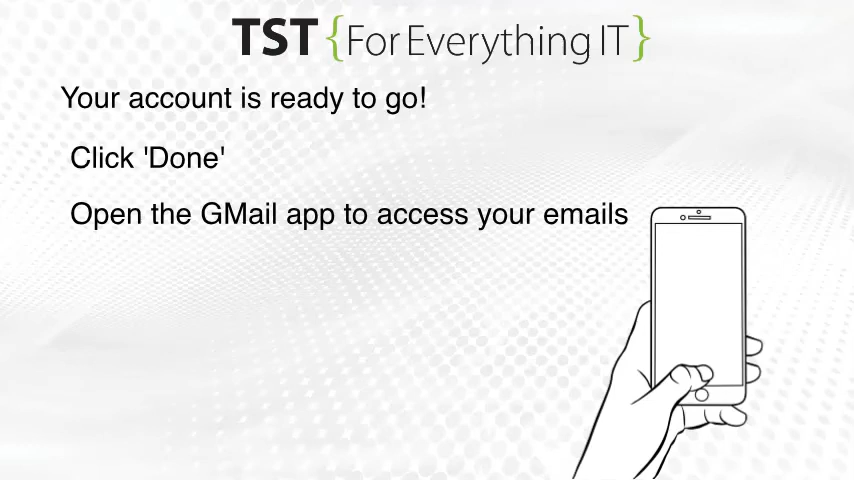 TST {For Everything IT}
Your account is ready to go!
Click 'Done'
Open the GMail app to access your emails